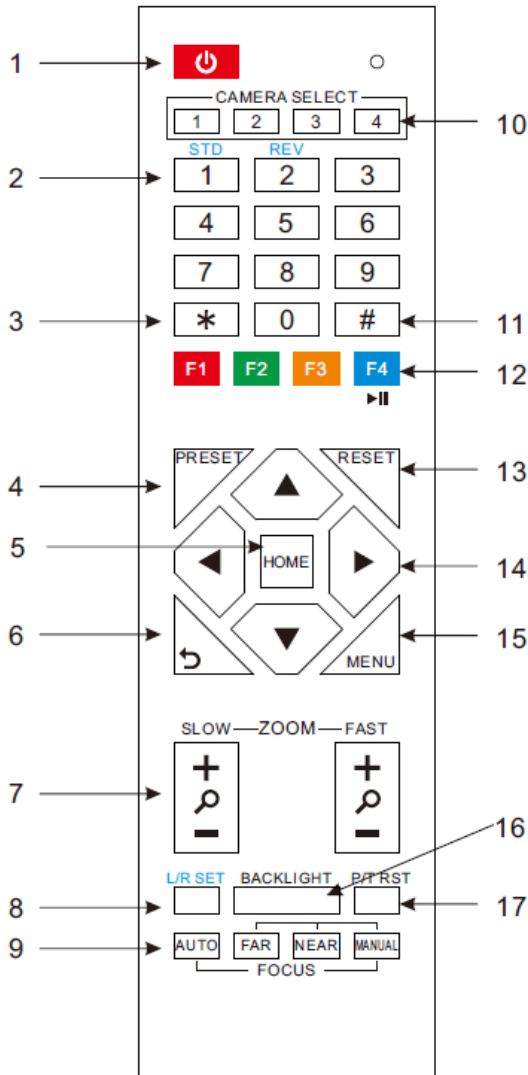 1
CAMERA SELECT
1 2 3 4
10
STD REV
2
1 2 3
4 5 6
7 8 9
3
* 0 #
11
F1 F2 F3 F4
12
PRESET RESET
4
13
5
HOME
14
6
15
MENU
SLOW ZOOM FAST
+ +
7
- -
16
L/R SET BACKLIGHT P/T RST
8
17
9
AUTO FAR NEAR MANUAL
FOCUS